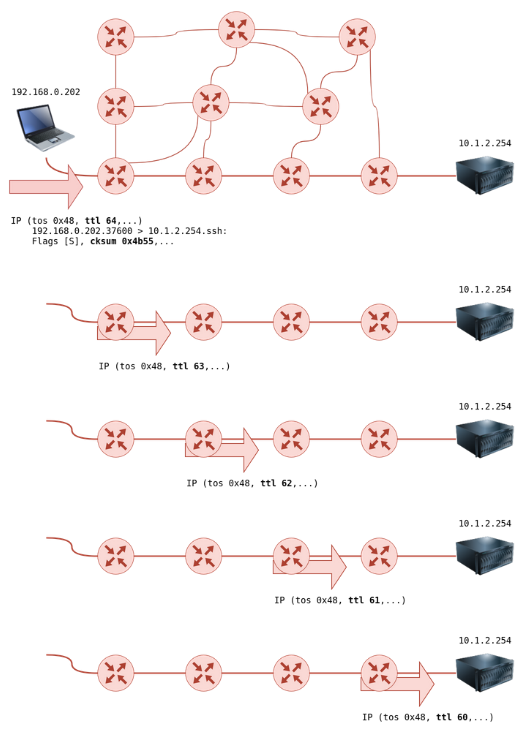 192.168.0.202
10.1.2.254
IP (tos 0x48, ttl 64,...)
192.168.0.202.37600 > 10.1.2.254.ssh:
Flags [S], cksum 0x4b55,...
10.1.2.254
IP (tos 0x48, ttl 63,...)
10.1.2.254
IP (tos 0x48, ttl 62,...)
10.1.2.254
IP (tos 0x48, ttl 61,...)
10.1.2.254
IP (tos 0x48, ttl 60,...)